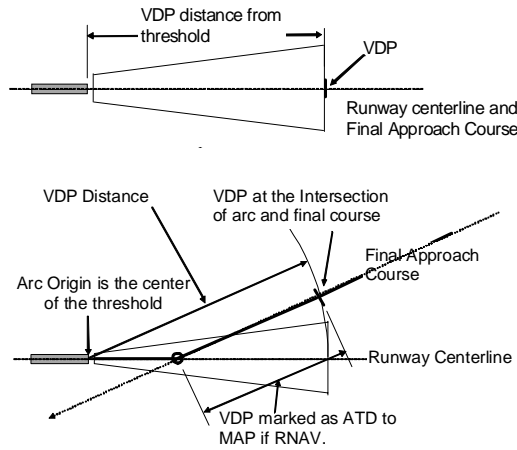 VDP distance from
threshold
VDP
Runway centerline and
Final Approach Course
VDP Distance
VDP at the Intersection
of arc and final course
Final Approach
Course
Arc Origin is the center
of the threshold
Runway Centerline
VDP marked as ATD to
MAP if RNAV.